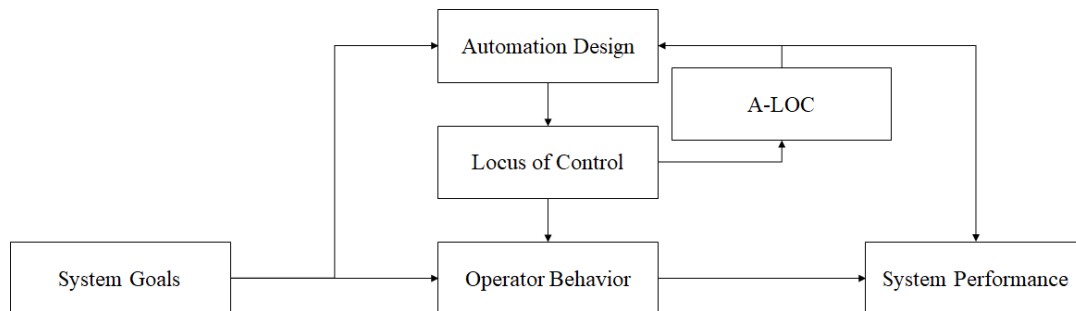 Automation Design
A-LOC
Locus of Control
System Goals
Operator Behavior
System Performance